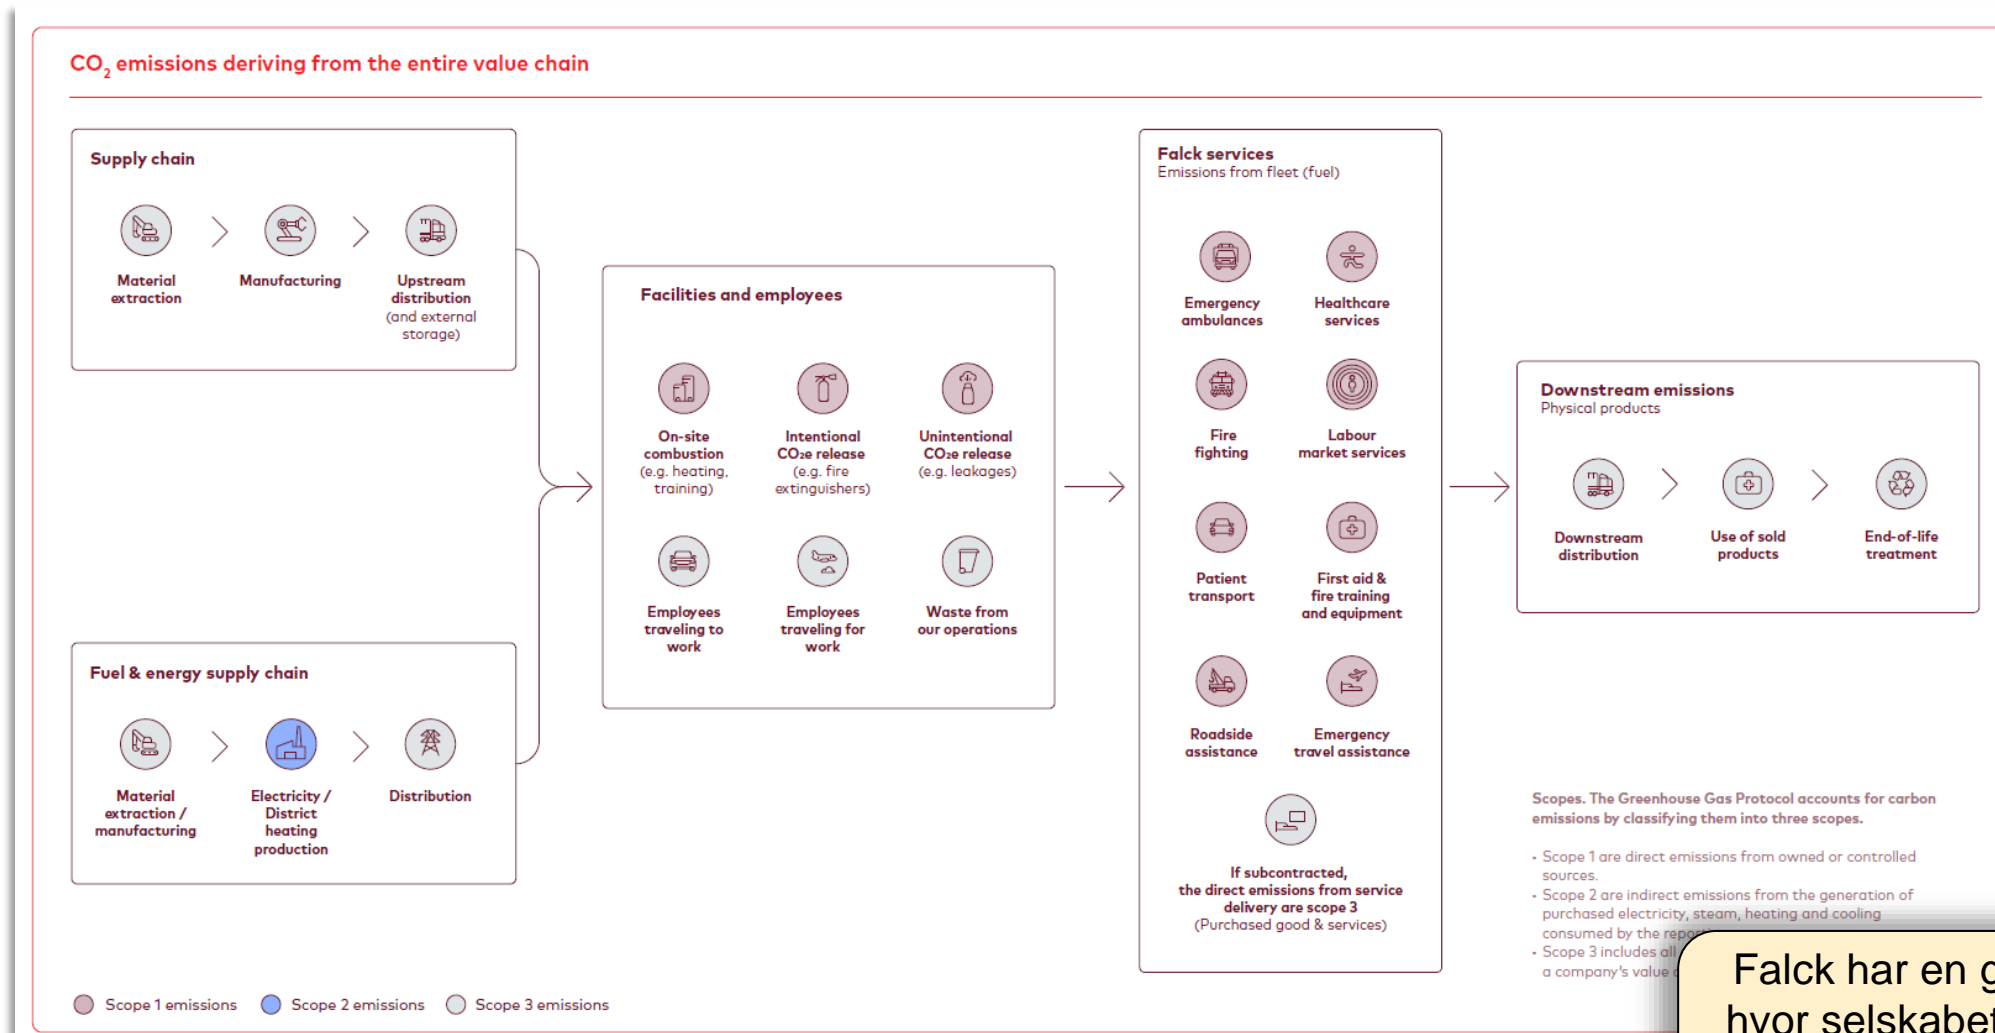 CO₂ emissions deriving from the entire value chain
Supply chain
Material
extraction
Manufacturing
Upstream
distribution
(and external
storage)
Fuel & energy supply chain
Material
extraction /
manufacturing
Electricity /
District
heating
production
Distribution
Facilities and employees
On-site
combustion
(e.g. heating,
training)
Intentional
CO₂e release
(e.g. fire
extinguishers)
Unintentional
CO₂e release
(e.g. leakages)
Employees
traveling to
work
Employees
traveling for
work
Waste from
our operations
Falck services
Emissions from fleet (fuel)
Emergency
ambulances
Healthcare
services
Fire
fighting
Labour
market services
Patient
transport
First aid &
fire training
and equipment
Roadside
assistance
Emergency
travel assistance
If subcontracted,
the direct emissions from service
delivery are scope 3
(Purchased good & services)
Downstream emissions
Physical products
Downstream
distribution
Use of sold
products
End-of-life
treatment
Scopes. The Greenhouse Gas Protocol accounts for carbon
emissions by classifying them into three scopes.
• Scope 1 are direct emissions from owned or controlled
sources.
• Scope 2 are indirect emissions from the generation of
purchased electricity, steam, heating and cooling
consumed by the
• Scope 3 includes all
a company's value
Falck har en
hvor selskabet
Scope 1 emissions
Scope 2 emissions
Scope 3 emissions